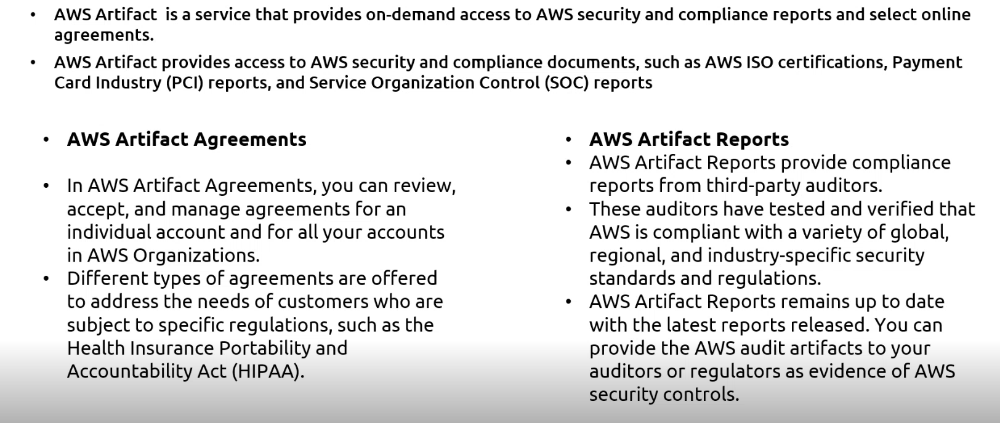 • AWS Artifact  is a service that provides on-demand access to AWS security and compliance reports and select online
agreements.
• AWS Artifact provides access to AWS security and compliance documents, such as AWS ISO certifications, Payment
Card Industry (PCI) reports, and Service Organization Control (SOC) reports
• AWS Artifact Agreements
• In AWS Artifact Agreements, you can review,
accept, and manage agreements for an
individual account and for all your accounts
in AWS Organizations.
• Different types of agreements are offered
to address the needs of customers who are
subject to specific regulations, such as the
Health Insurance Portability and
Accountability Act (HIPAA).
• AWS Artifact Reports
• AWS Artifact Reports provide compliance
reports from third-party auditors.
• These auditors have tested and verified that
AWS is compliant with a variety of global,
regional, and industry-specific security
standards and regulations.
• AWS Artifact Reports remains up to date
with the latest reports released. You can
provide the AWS audit artifacts to your
auditors or regulators as evidence of AWS
security controls.